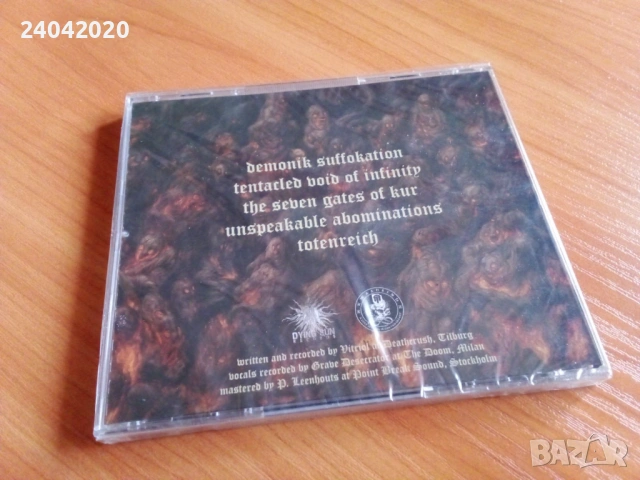 24042020
demonik suffokation
tentacled void of infinity
the seven gates of kur
unspeakable abominations
totenreich
written and recorded by Vitriol at Deathcrush, Tilburg
vocals recorded by Grave Desecrator at The Doom, Milan
mastered by P. Leenhouts at Point Break Sound, Stockholm
BAZAR
bg